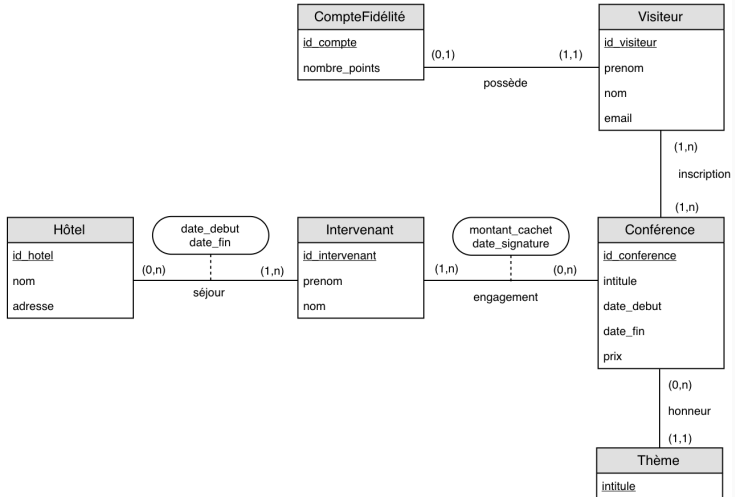 CompteFidélité
id_compte
nombre_points
(0,1)
(1,1)
possède
Visiteur
id_visiteur
prenom
nom
email
(1,n)
inscription
(1,n)
Hôtel
id_hotel
nom
adresse
date_debut
date_fin
(0,n)
(1,n)
séjour
Intervenant
id_intervenant
prenom
nom
montant_cachet
date_signature
(1,n)
(0,n)
engagement
Conférence
id_conference
intitule
date_debut
date_fin
prix
(0,n)
honneur
(1,1)
Thème
intitule